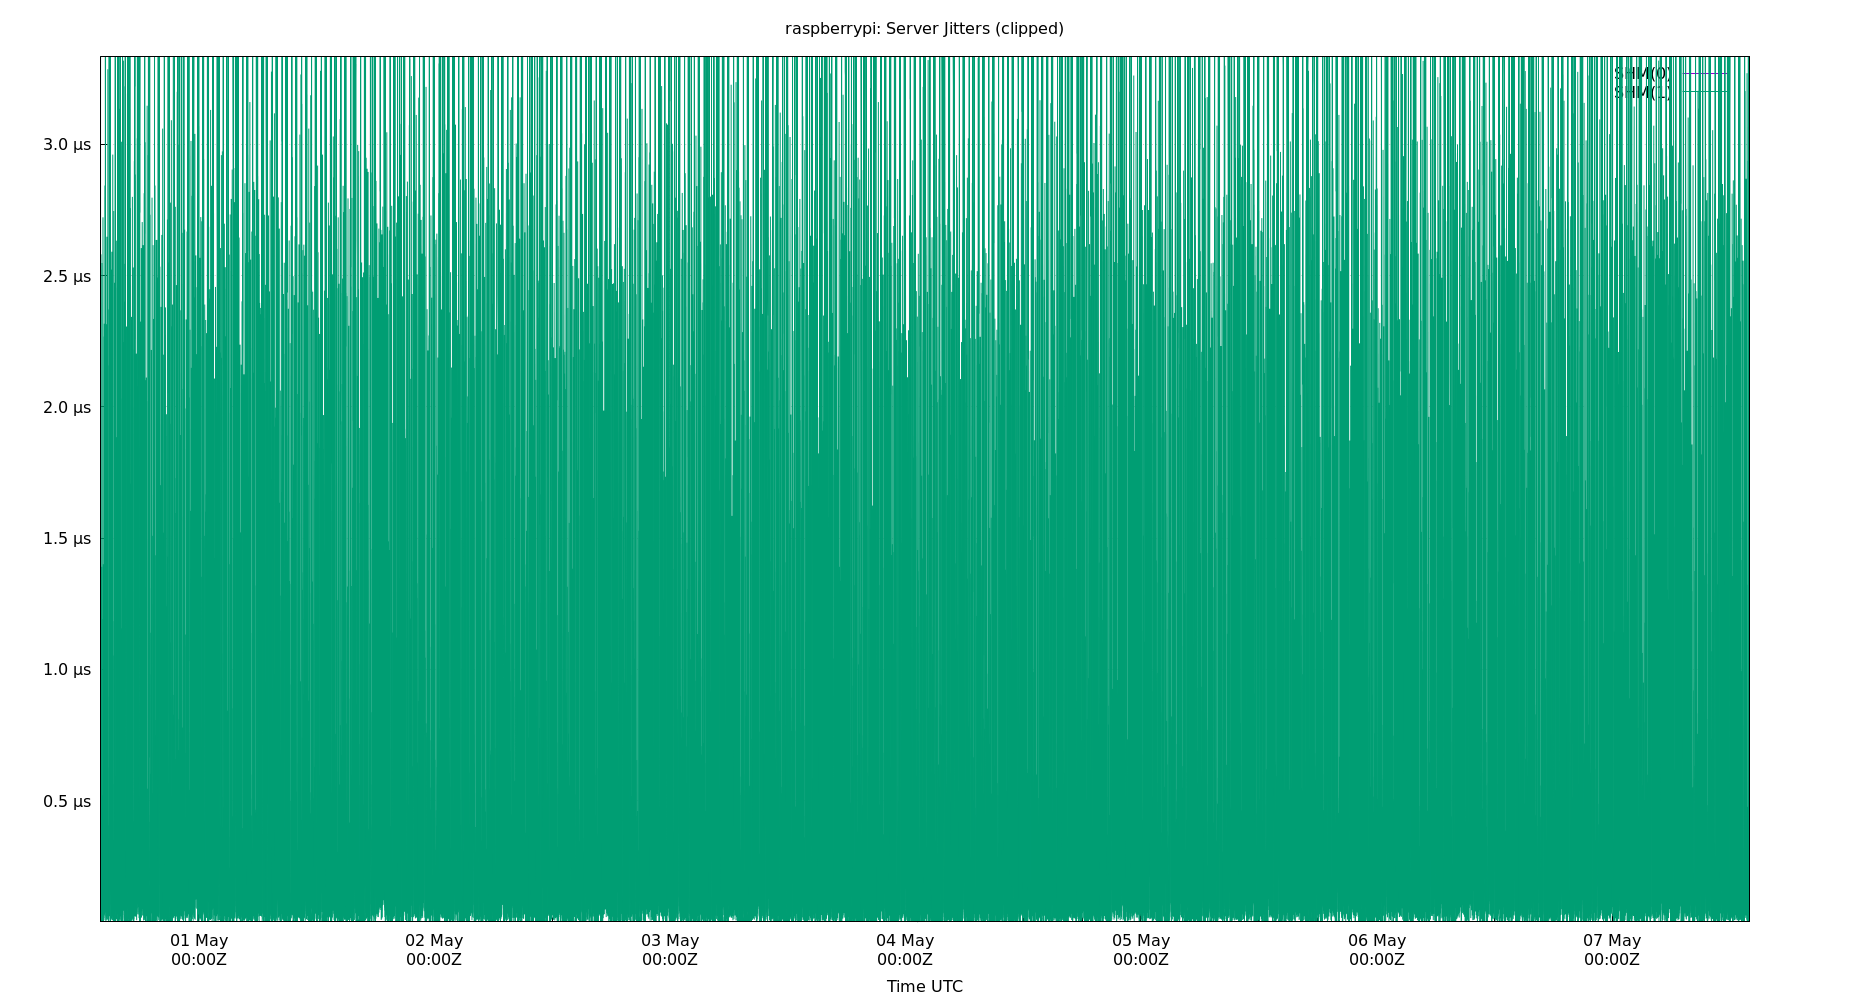 raspberrypi: Server Jitters (clipped)
SHM(0)
SHM(1)
3.0 μs
2.5 μs
2.0 μs
1.5 μs
1.0 μs
0.5 μs
01 May 02 May 03 May 04 May 05 May 06 May 07 May
00:00Z 00:00Z 00:00Z 00:00Z 00:00Z 00:00Z 00:00Z
Time UTC